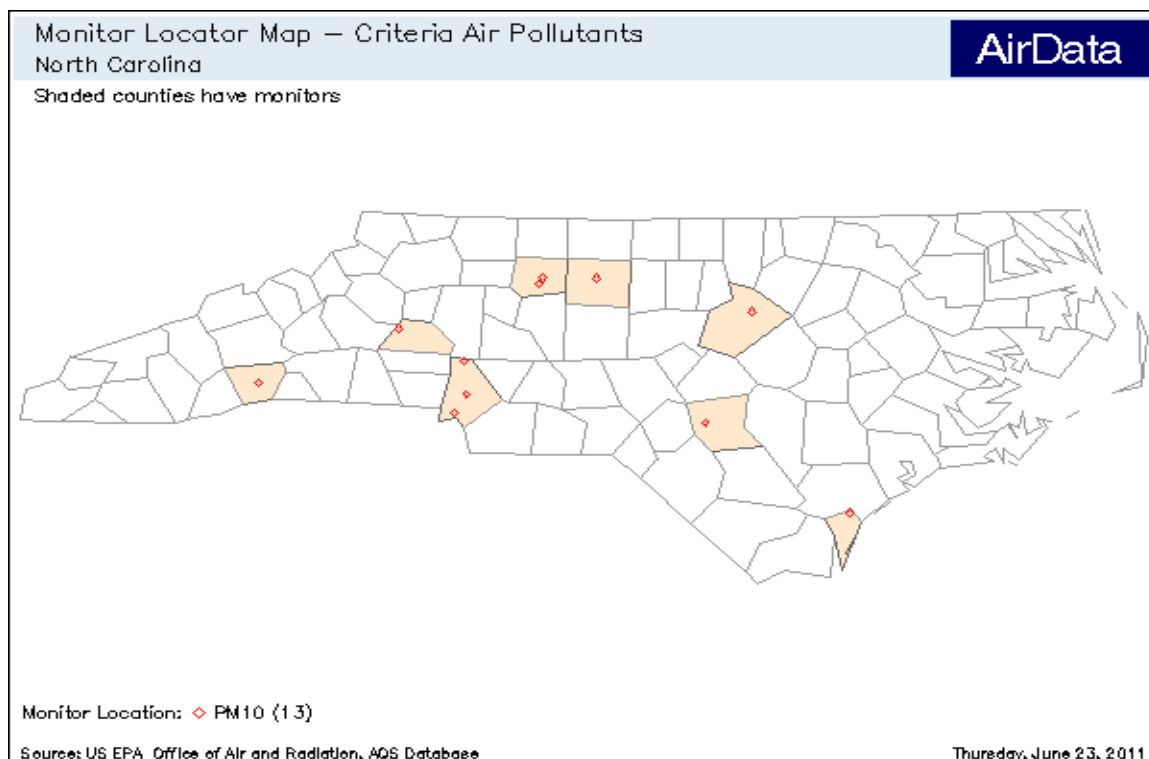 Monitor Locator Map – Criteria Air Pollutants
North Carolina
AirData
Shaded counties have monitors
Monitor Location: PM10 (13)
Source: US EPA Office of Air and Radiation, AQS Database
Thursday, June 23, 2011